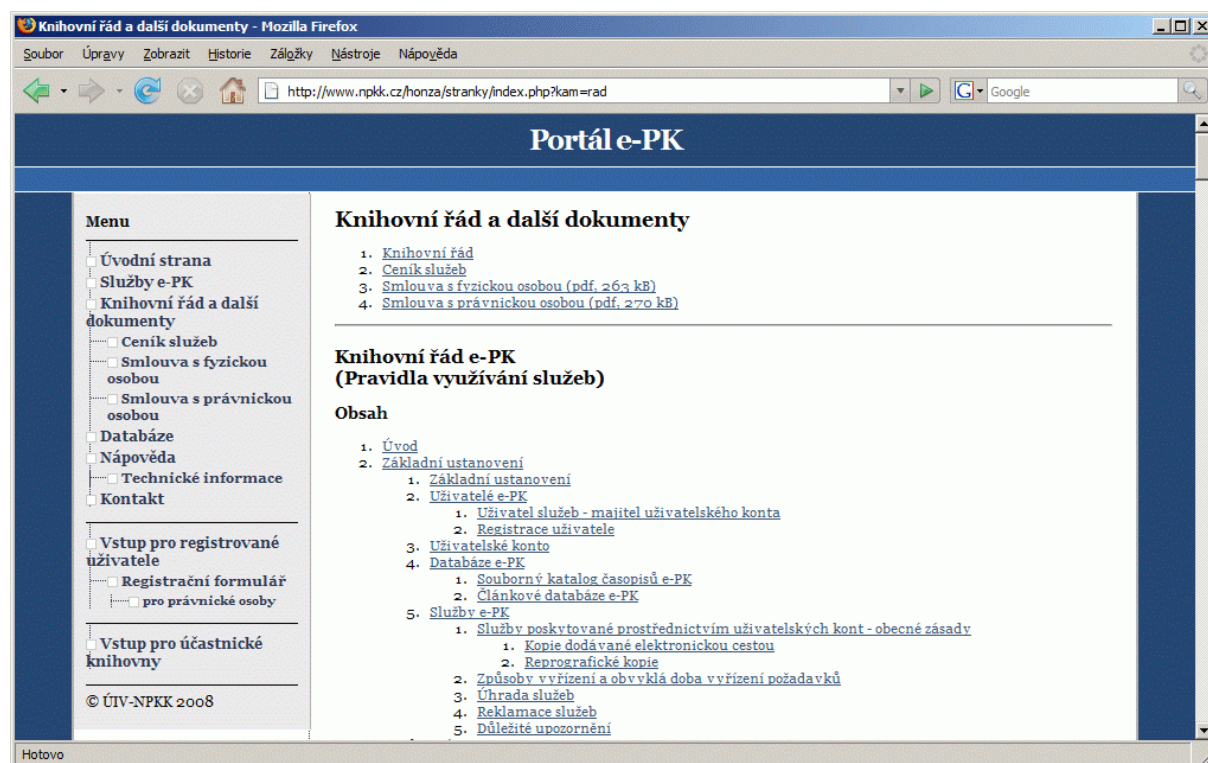 Knihovní řád a další dokumenty - Mozilla Firefox
Soubor Úpravy Zobrazit Historie Záložky Nástroje Nápověda
http://www.npkk.cz/honza/stranky/index.php?kam=rad
G Google
Portál e-PK
Menu
Úvodní strana
Služby e-PK
Knihovní řád a další
dokumenty
Ceník služeb
Smlouva s fyzickou
osobou
Smlouva s právnickou
osobou
Databáze
Nápověda
Technické informace
Kontakt
Vstup pro registrované
uživatele
Registrační formulář
pro právnické osoby
Vstup pro účastnické
knihovny
© ÚIV-NPKK 2008
Knihovní řád a další dokumenty
1. Knihovní řád
2. Ceník služeb
3. Smlouva s fyzickou osobou (pdf, 263 kB)
4. Smlouva s právnickou osobou (pdf, 270 kB)
Knihovní řád e-PK
(Pravidla využívání služeb)
Obsah
1. Úvod
2. Základní ustanovení
1. Základní ustanovení
2. Uživatelé e-PK
1. Uživatel služeb - majitel uživatelského konta
2. Registrace uživatele
3. Uživatelské konto
4. Databáze e-PK
1. Souborný katalog časopisů e-PK
2. Článkové databáze e-PK
5. Služby e-PK
1. Služby poskytované prostřednictvím uživatelských kont - obecné zásady
1. Kopie dodávané elektronickou cestou
2. Reprografické kopie
2. Způsoby vyřízení a obvyklá doba vyřízení požadavků
3. Úhrada služeb
4. Reklamace služeb
5. Důležité upozornění
Hotovo